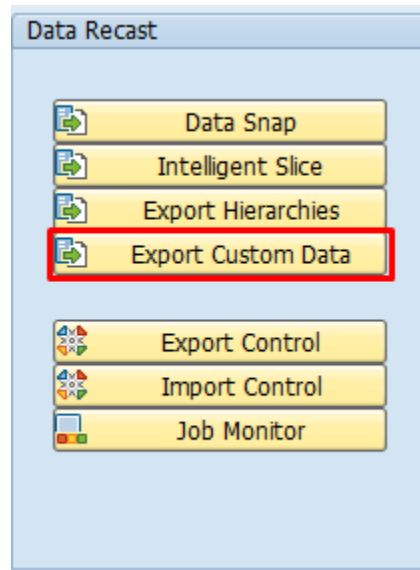 Data Recast
Data Snap
Intelligent Slice
Export Hierarchies
Export Custom Data
Export Control
Import Control
Job Monitor